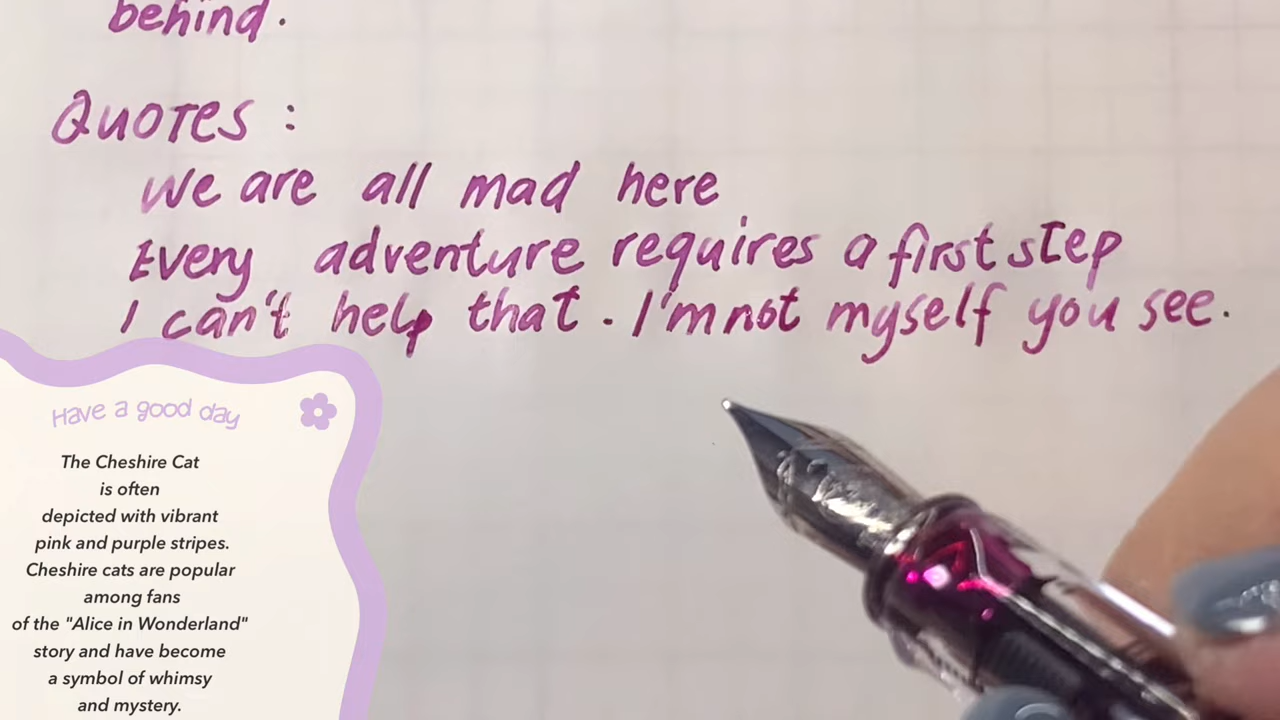 behind.
QUOTES :
We are all mad here
Every adventure requires a first step
I can't help that. I'm not myself you see.
Have a good day
The Cheshire Cat
is often
depicted with vibrant
pink and purple stripes.
Cheshire cats are popular
among fans
of the "Alice in Wonderland"
story and have become
a symbol of whimsy
and mystery.